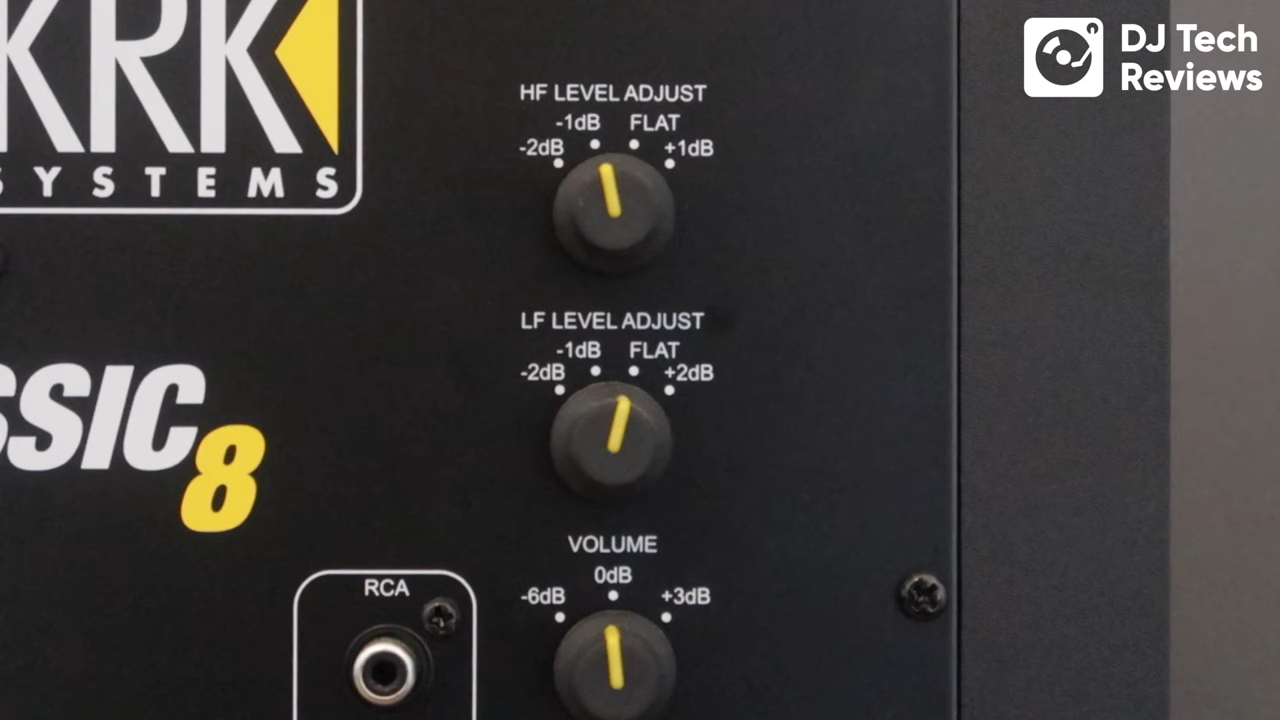 KRK
SYSTEMS
DJ Tech
Reviews
HF LEVEL ADJUST
-1dB FLAT
-2dB +1dB
LF LEVEL ADJUST
-1dB FLAT
-2dB +2dB
SSIC
8
VOLUME
0dB
-6dB +3dB
RCA